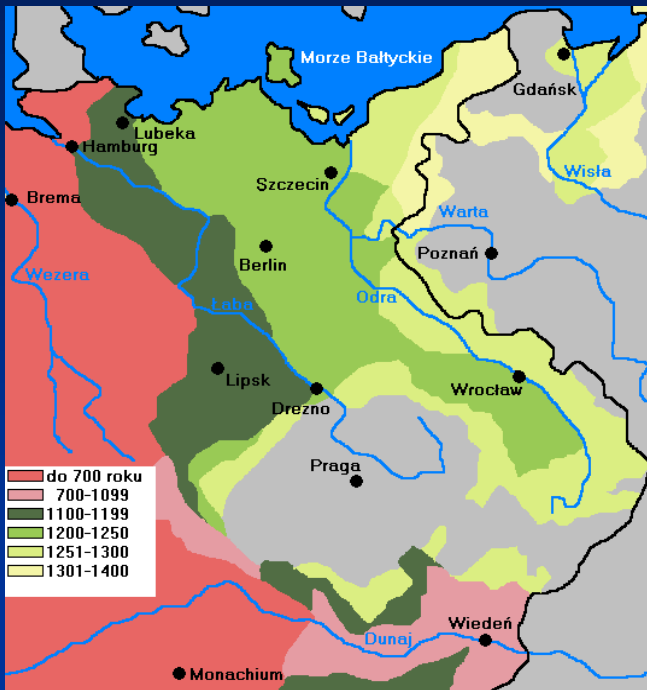 Morze Bałtyckie
Gdańsk
Lubeka
Hamburg
Szczecin
Wisła
Brema
Warta
Poznań
Berlin
Wezera
Łaba
Odra
Lipsk
Wrocław
Drezno
Praga
do 700 roku
700-1099
1100-1199
1200-1250
1251-1300
1301-1400
Wiedeń
Dunaj
Monachium